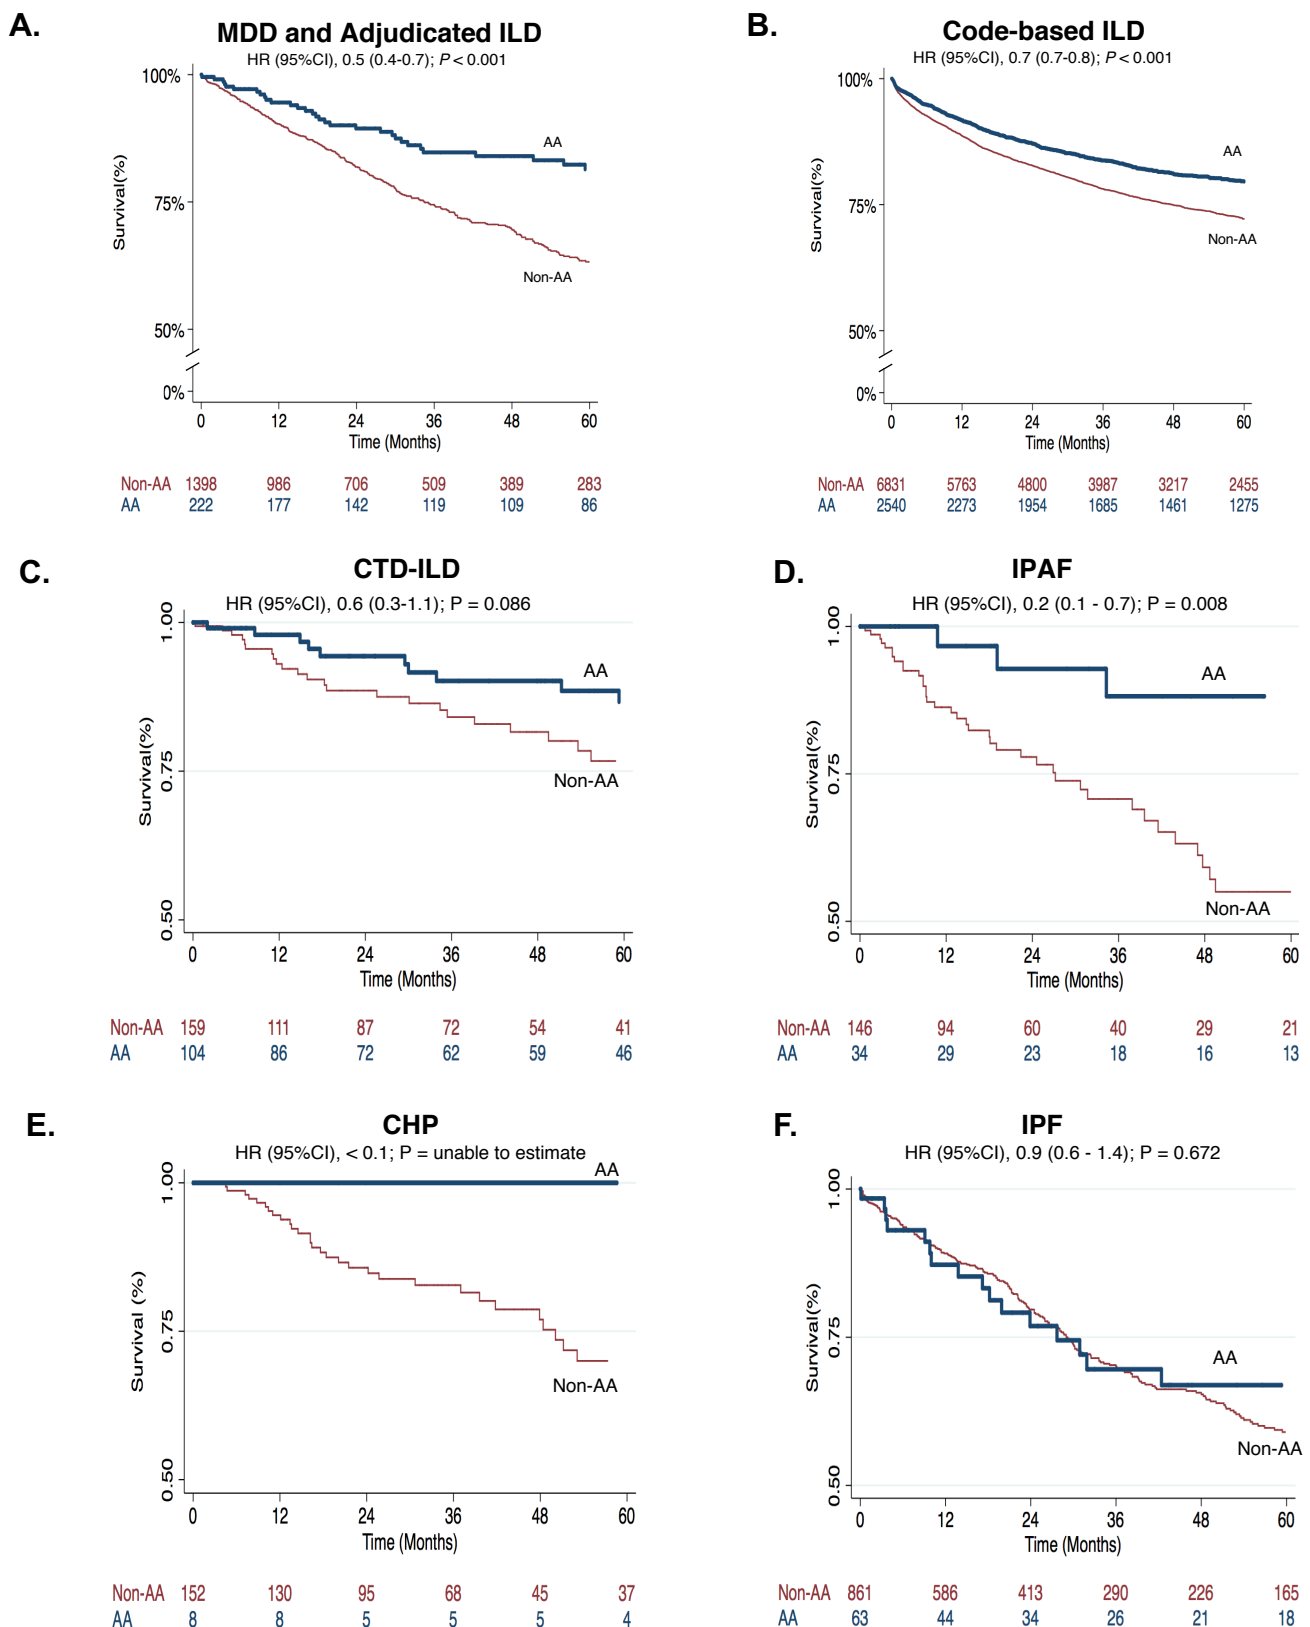 A.
MDD and Adjudicated ILD
HR (95%CI), 0.5 (0.4-0.7); P < 0.001
100%
75%
50%
0%
Survival(%)
AA
Non-AA
0 12 24 36 48 60
Time (Months)
Non-AA 1398 986 706 509 389 283
AA 222 177 142 119 109 86
B.
Code-based ILD
HR (95%CI), 0.7 (0.7-0.8); P < 0.001
100%
75%
50%
0%
Survival(%)
AA
Non-AA
0 12 24 36 48 60
Time (Months)
Non-AA 6831 5763 4800 3987 3217 2455
AA 2540 2273 1954 1685 1461 1275
C.
CTD-ILD
HR (95%CI), 0.6 (0.3-1.1); P = 0.086
1.00
0.75
0.50
Survival(%)
AA
Non-AA
0 12 24 36 48 60
Time (Months)
Non-AA 159 111 87 72 54 41
AA 104 86 72 62 59 46
D.
IPAF
HR (95%CI), 0.2 (0.1 - 0.7); P = 0.008
1.00
0.75
0.50
Survival(%)
AA
Non-AA
0 12 24 36 48 60
Time (Months)
Non-AA 146 94 60 40 29 21
AA 34 29 23 18 16 13
E.
CHP
HR (95%CI), < 0.1; P = unable to estimate
1.00
0.75
0.50
Survival (%)
AA
Non-AA
0 12 24 36 48 60
Time (Months)
Non-AA 152 130 95 68 45 37
AA 8 8 5 5 5 4
F.
IPF
HR (95%CI), 0.9 (0.6 - 1.4); P = 0.672
1.00
0.75
0.50
Survival(%)
AA
Non-AA
0 12 24 36 48 60
Time (Months)
Non-AA 861 586 413 290 226 165
AA 63 44 34 26 21 18